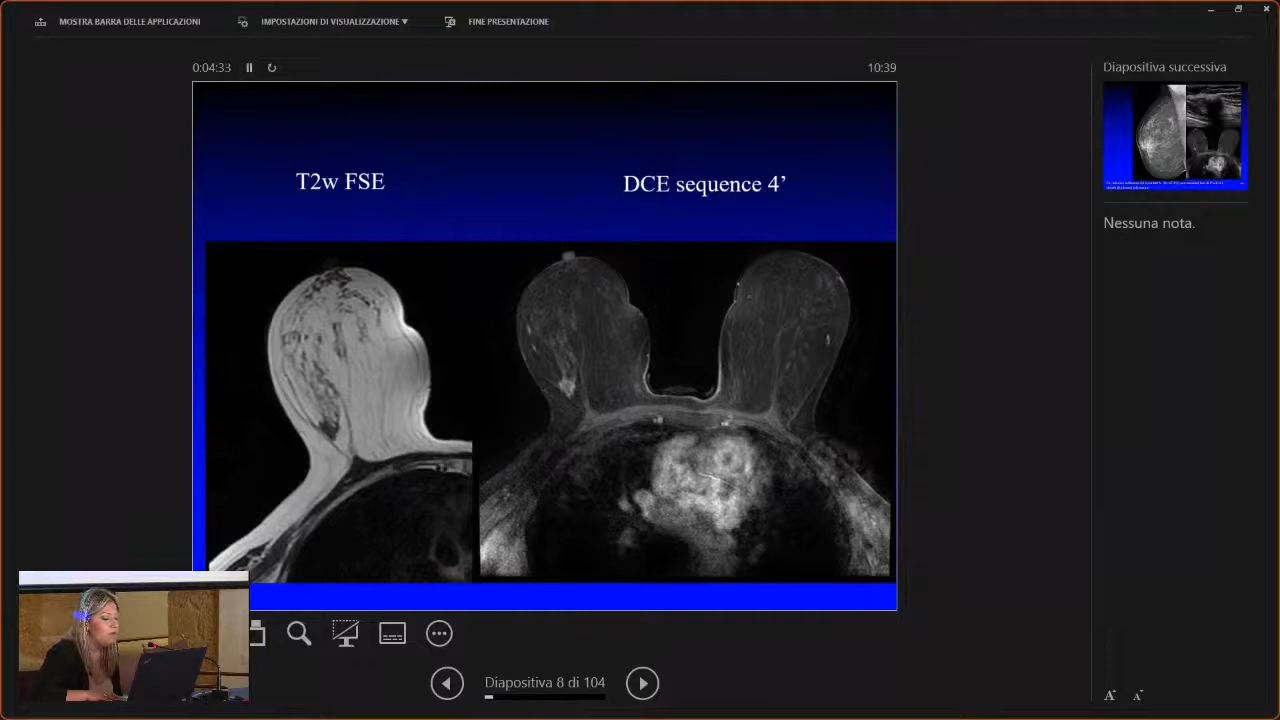 MOSTRA BARRA DELLE APPLICAZIONI
IMPOSTAZIONI DI VISUALIZZAZIONE ▼
FINE PRESENTAZIONE
0:04:33
10:39
Diapositiva successiva
T2w FSE
DCE sequence 4’
Nessuna nota.
Diapositiva 8 di 104